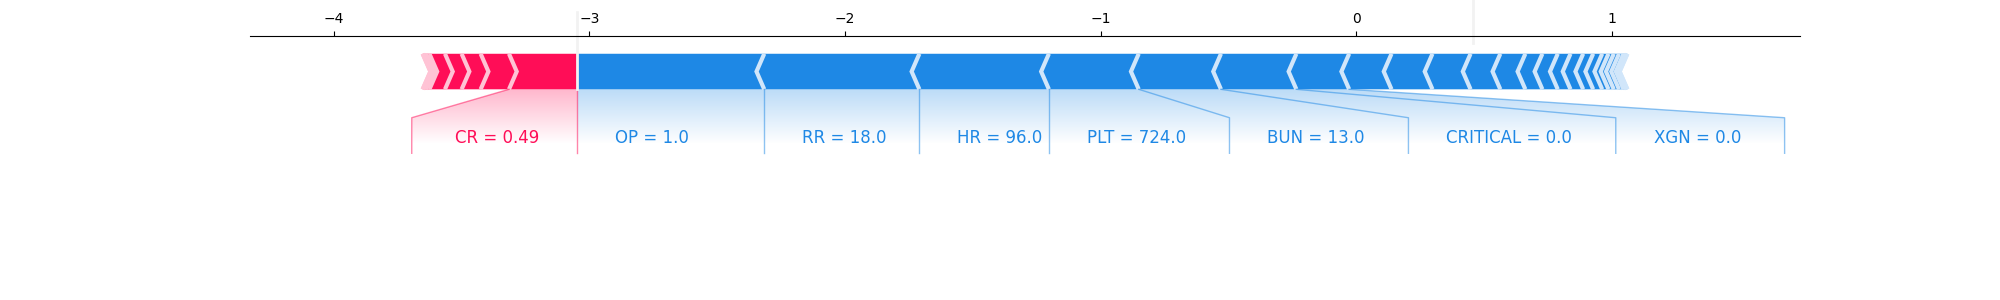 −4 −3 −2 −1 0 1
CR = 0.49 OP = 1.0 RR = 18.0 HR = 96.0 PLT = 724.0 BUN = 13.0 CRITICAL = 0.0 XGN = 0.0